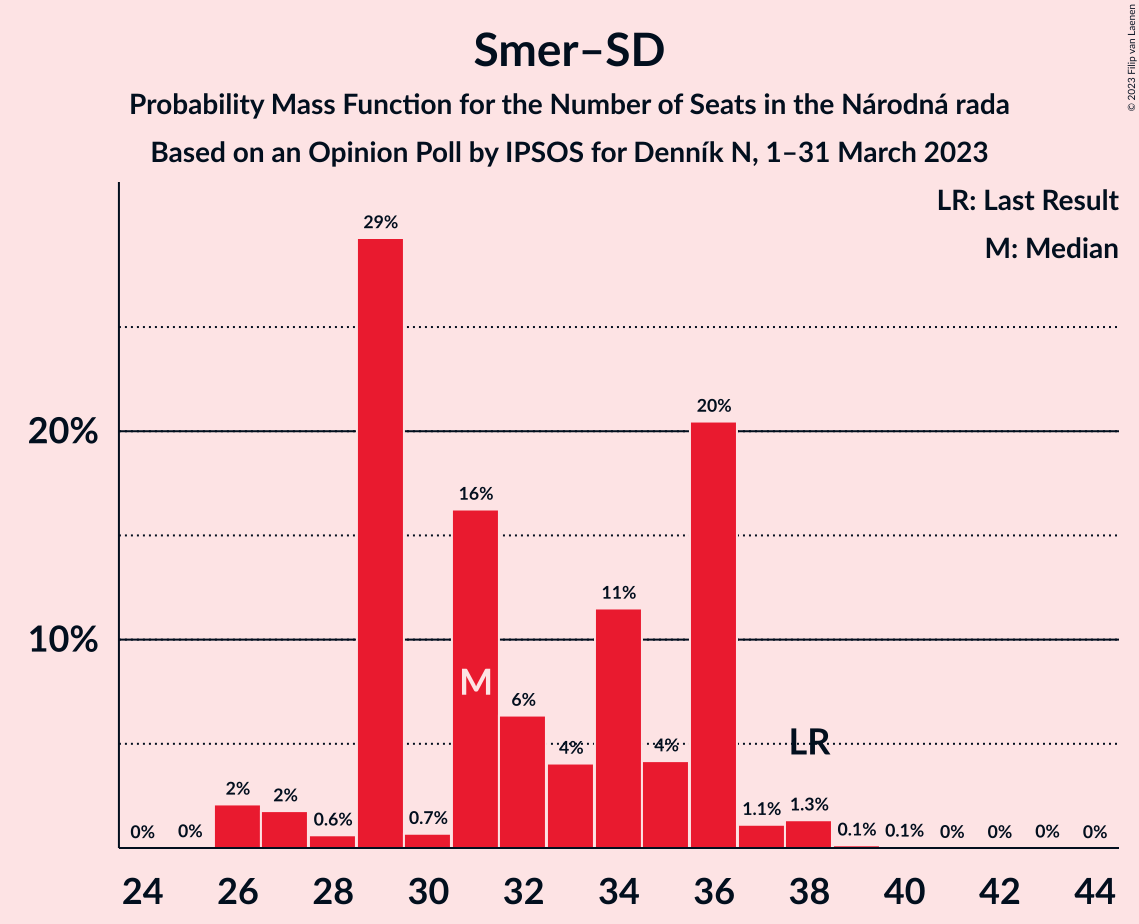 Smer–SD
Probability Mass Function for the Number of Seats in the Národná rada
Based on an Opinion Poll by IPSOS for Denník N, 1–31 March 2023
© 2023 Filip van Laenen
LR: Last Result
M: Median
20%
10%
0%
0%
2%
2%
0.6%
29%
0.7%
16%
6%
4%
11%
4%
20%
1.1%
1.3%
0.1%
0.1%
0%
0%
0%
0%
M
LR
24 26 28 30 32 34 36 38 40 42 44